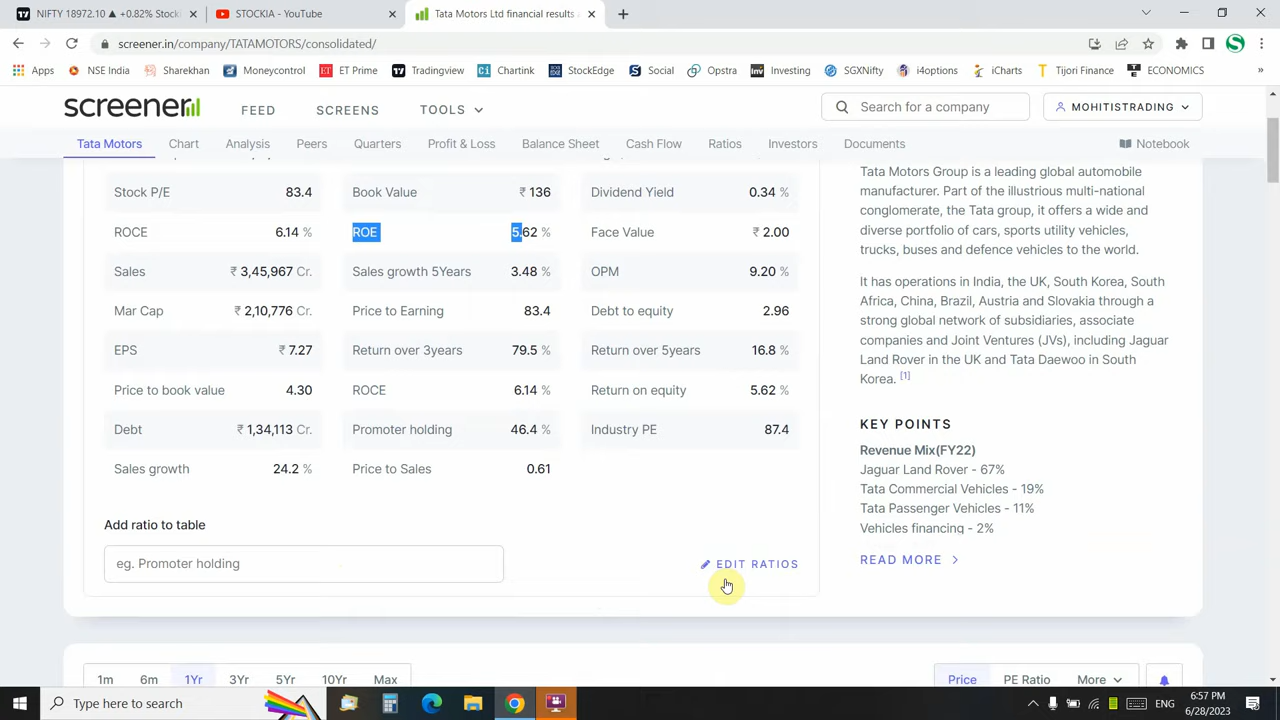 NIFTY 18972.10 ▲ +0.82% Stock
STOCKIA - YouTube
Tata Motors Ltd financial results a
screener.in/company/TATAMOTORS/consolidated/
Apps
NSE India
Sharekhan
Moneycontrol
ET Prime
Tradingview
Chartink
StockEdge
Social
Opstra
Investing
SGXNifty
i4options
iCharts
Tijori Finance
ECONOMICS
screener
FEED
SCREENS
TOOLS
Search for a company
MOHITISTRADING
Tata Motors
Chart
Analysis
Peers
Quarters
Profit & Loss
Balance Sheet
Cash Flow
Ratios
Investors
Documents
Notebook
Stock P/E 83.4
Book Value ₹ 136
Dividend Yield 0.34 %
ROCE 6.14 %
ROE 5.62 %
Face Value ₹ 2.00
Sales ₹ 3,45,967 Cr.
Sales growth 5Years 3.48 %
OPM 9.20 %
Mar Cap ₹ 2,10,776 Cr.
Price to Earning 83.4
Debt to equity 2.96
EPS ₹ 7.27
Return over 3years 79.5 %
Return over 5years 16.8 %
Price to book value 4.30
ROCE 6.14 %
Return on equity 5.62 %
Debt ₹ 1,34,113 Cr.
Promoter holding 46.4 %
Industry PE 87.4
Sales growth 24.2 %
Price to Sales 0.61
Add ratio to table
eg. Promoter holding
EDIT RATIOS
Tata Motors Group is a leading global automobile
manufacturer. Part of the illustrious multi-national
conglomerate, the Tata group, it offers a wide and
diverse portfolio of cars, sports utility vehicles,
trucks, buses and defence vehicles to the world.
It has operations in India, the UK, South Korea, South
Africa, China, Brazil, Austria and Slovakia through a
strong global network of subsidiaries, associate
companies and Joint Ventures (JVs), including Jaguar
Land Rover in the UK and Tata Daewoo in South
Korea. [1]
KEY POINTS
Revenue Mix(FY22)
Jaguar Land Rover - 67%
Tata Commercial Vehicles - 19%
Tata Passenger Vehicles - 11%
Vehicles financing - 2%
READ MORE
1m
6m
1Yr
3Yr
5Yr
10Yr
Max
Price
PE Ratio
More
Type here to search
ENG
6:57 PM
6/28/2023